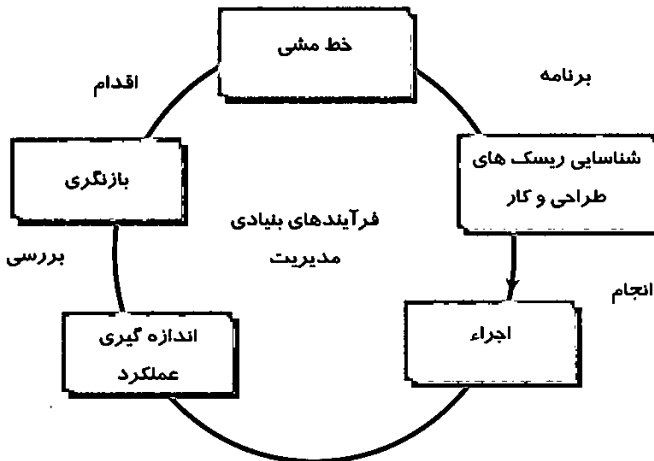 خط مشی
برنامه
اقدام
شناسایی ریسک های
طراحی و کار
بازنگری
فرآیندهای بنیادی
مدیریت
بررسی
انجام
اجراء
اندازه گیری
عملکرد